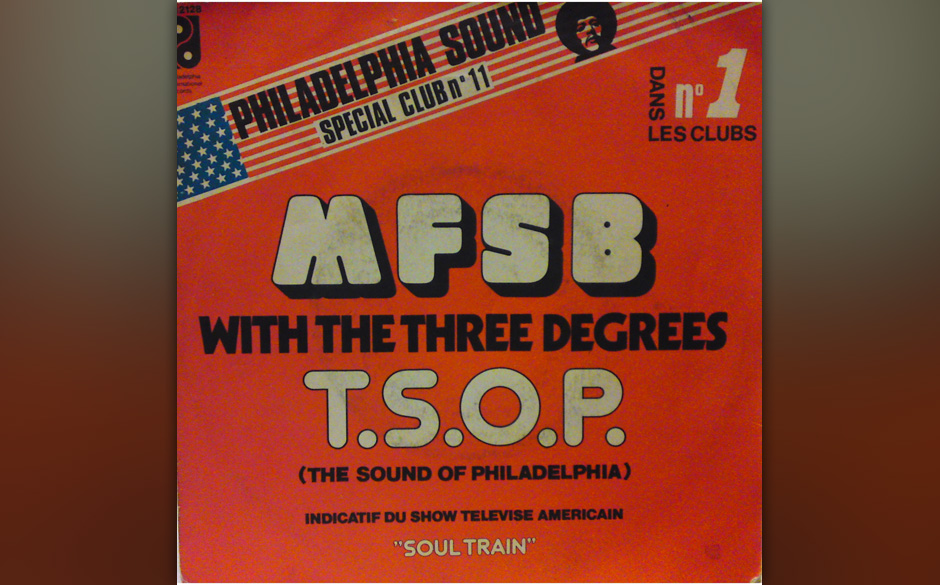 2128
PHILADELPHIA SOUND
SPECIAL CLUB n° 11
DANS
n° 1
LES CLUBS
MFSB
WITH THE THREE DEGREES
T.S.O.P.
(THE SOUND OF PHILADELPHIA)
INDICATIF DU SHOW TELEVISE AMERICAIN
"SOUL TRAIN"